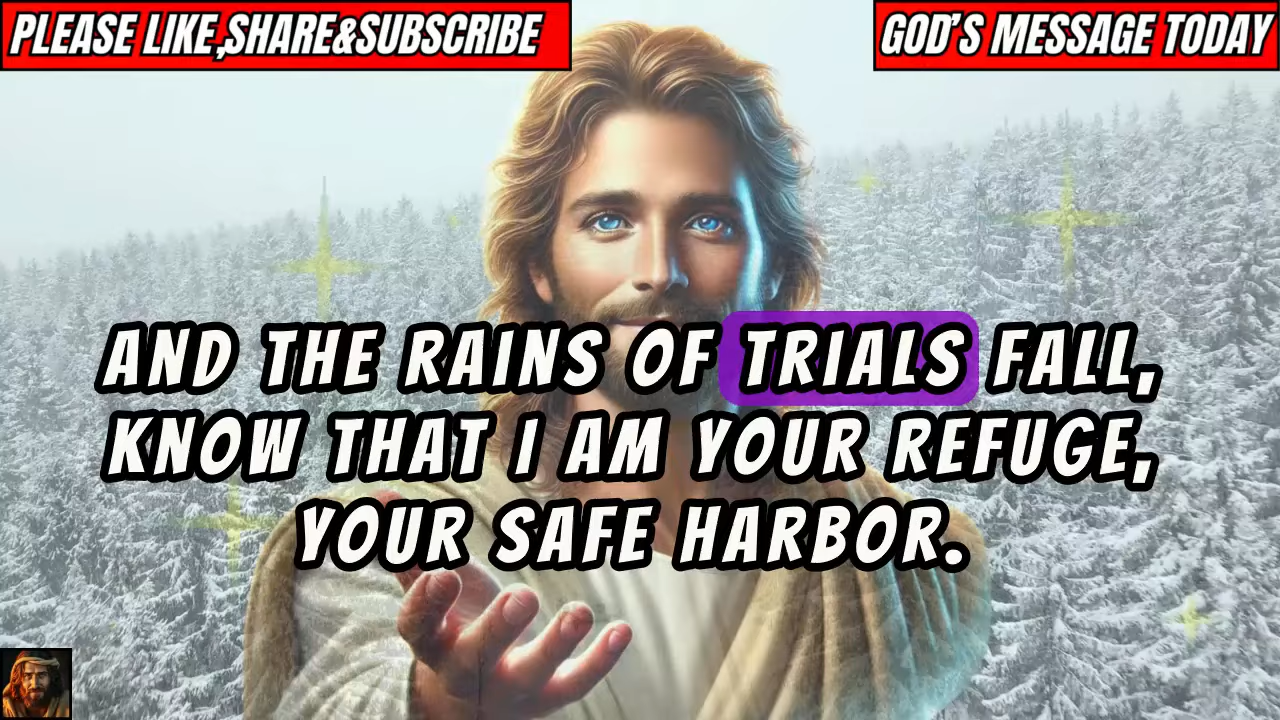 PLEASE LIKE,SHARE&SUBSCRIBE
GOD'S MESSAGE TODAY
AND THE RAINS OF TRIALS FALL,
KNOW THAT I AM YOUR REFUGE,
YOUR SAFE HARBOR.